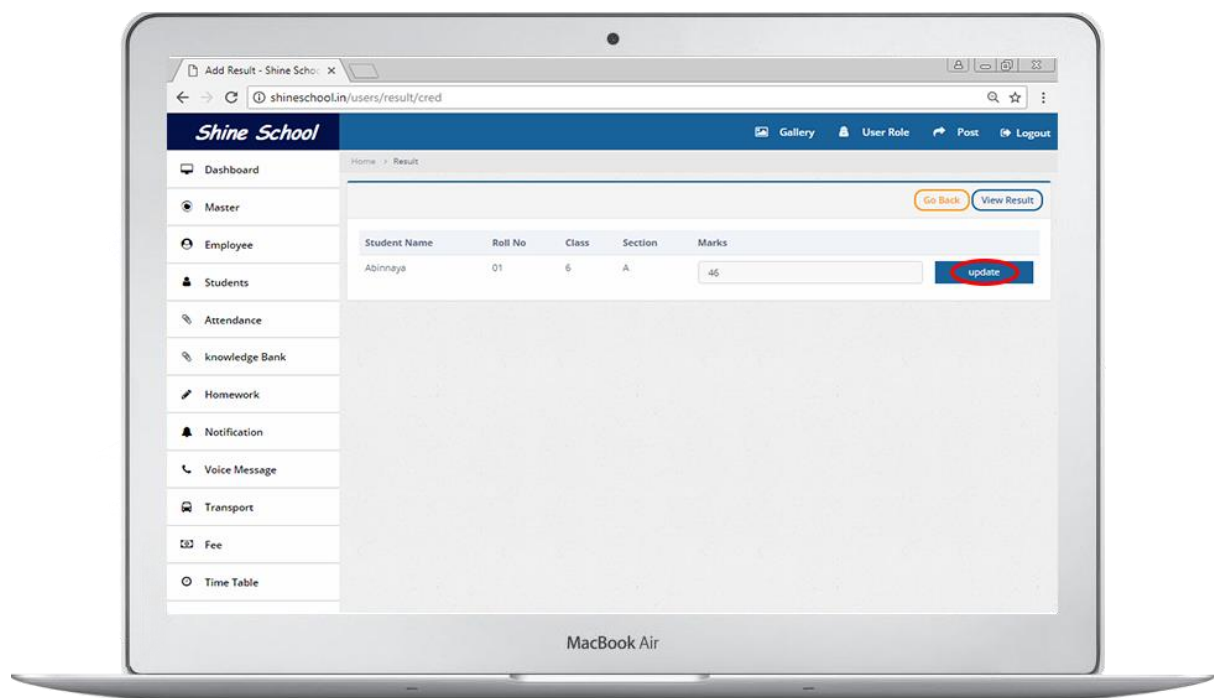 Add Result - Shine Schoo
shineschool.in/users/result/cred
Shine School
Gallery User Role Post Logout
Dashboard
Master
Employee
Students
Attendance
knowledge Bank
Homework
Notification
Voice Message
Transport
Fee
Time Table
Home > Result
Go Back View Result
Student Name Roll No Class Section Marks
Abinnaya 01 6 A 46 update
MacBook Air